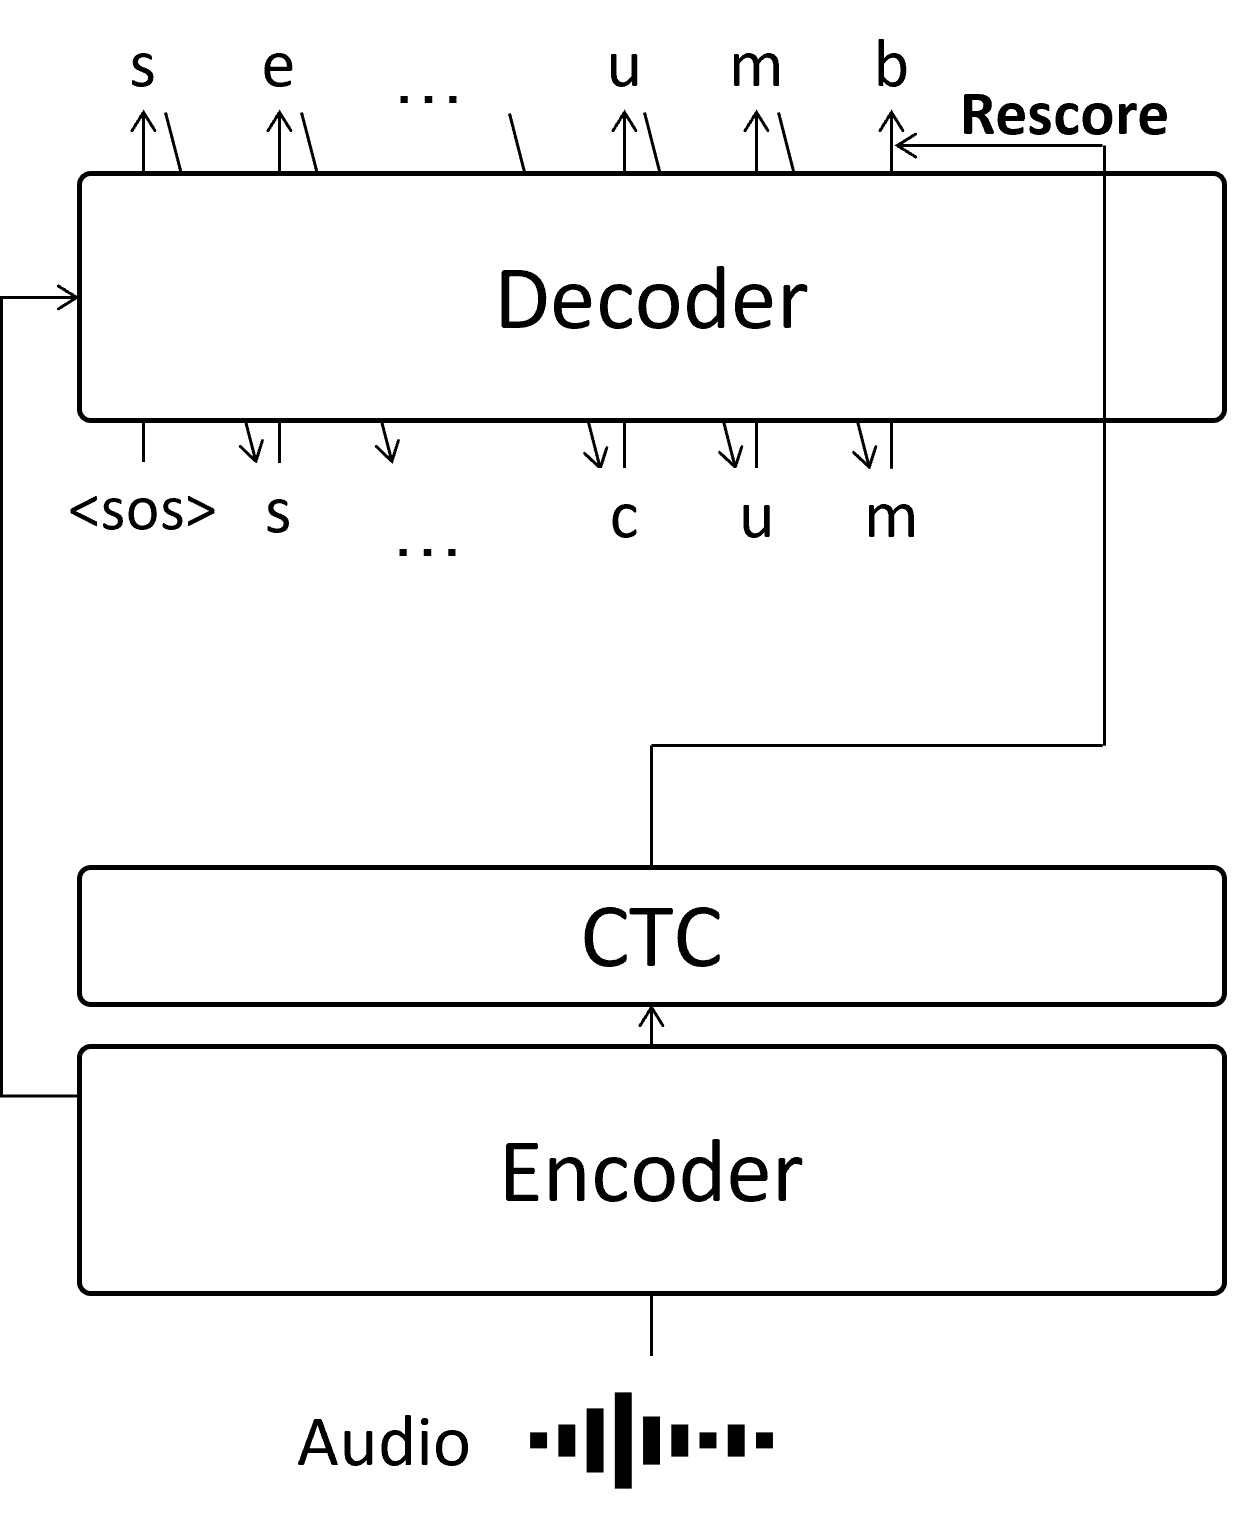 s e ... u m b
Rescore
Decoder
<sos> s ... c u m
CTC
Encoder
Audio